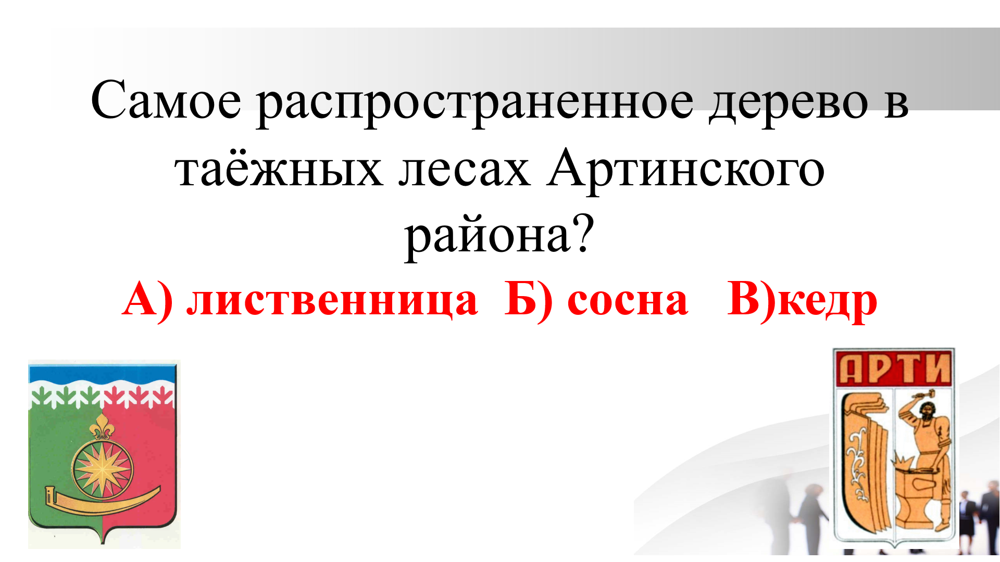 Самое распространенное дерево в
таёжных лесах Артинского
района?
А) лиственница Б) сосна В)кедр
АРТИ